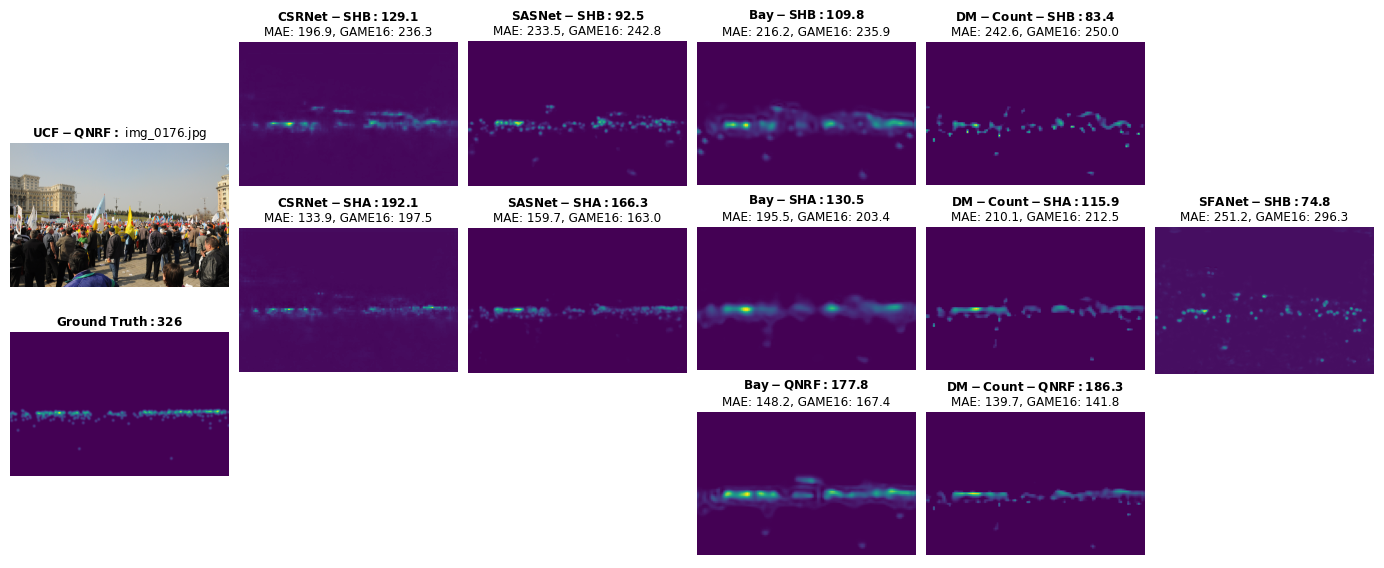 UCF − QNRF : img_0176.jpg
Ground Truth : 326
CSRNet − SHB : 129.1
MAE: 196.9, GAME16: 236.3
SASNet − SHB : 92.5
MAE: 233.5, GAME16: 242.8
Bay − SHB : 109.8
MAE: 216.2, GAME16: 235.9
DM − Count − SHB : 83.4
MAE: 242.6, GAME16: 250.0
CSRNet − SHA : 192.1
MAE: 133.9, GAME16: 197.5
SASNet − SHA : 166.3
MAE: 159.7, GAME16: 163.0
Bay − SHA : 130.5
MAE: 195.5, GAME16: 203.4
DM − Count − SHA : 115.9
MAE: 210.1, GAME16: 212.5
SFANet − SHB : 74.8
MAE: 251.2, GAME16: 296.3
Bay − QNRF : 177.8
MAE: 148.2, GAME16: 167.4
DM − Count − QNRF : 186.3
MAE: 139.7, GAME16: 141.8